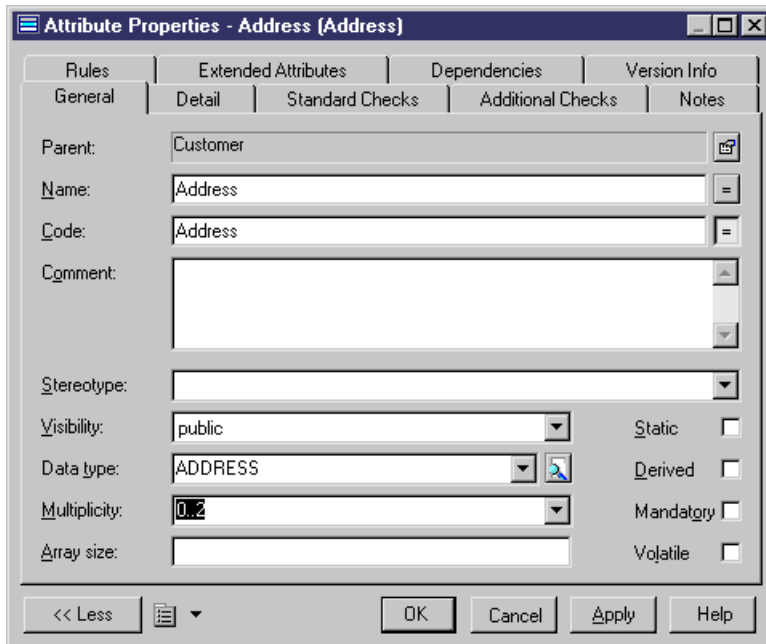 Attribute Properties - Address (Address)
Rules Extended Attributes Dependencies Version Info
General Detail Standard Checks Additional Checks Notes
Parent: Customer
Name: Address =
Code: Address =
Comment:
Stereotype:
Visibility: public Static
Data type: ADDRESS Derived
Multiplicity: 0..2 Mandatory
Array size: Volatile
<< Less OK Cancel Apply Help